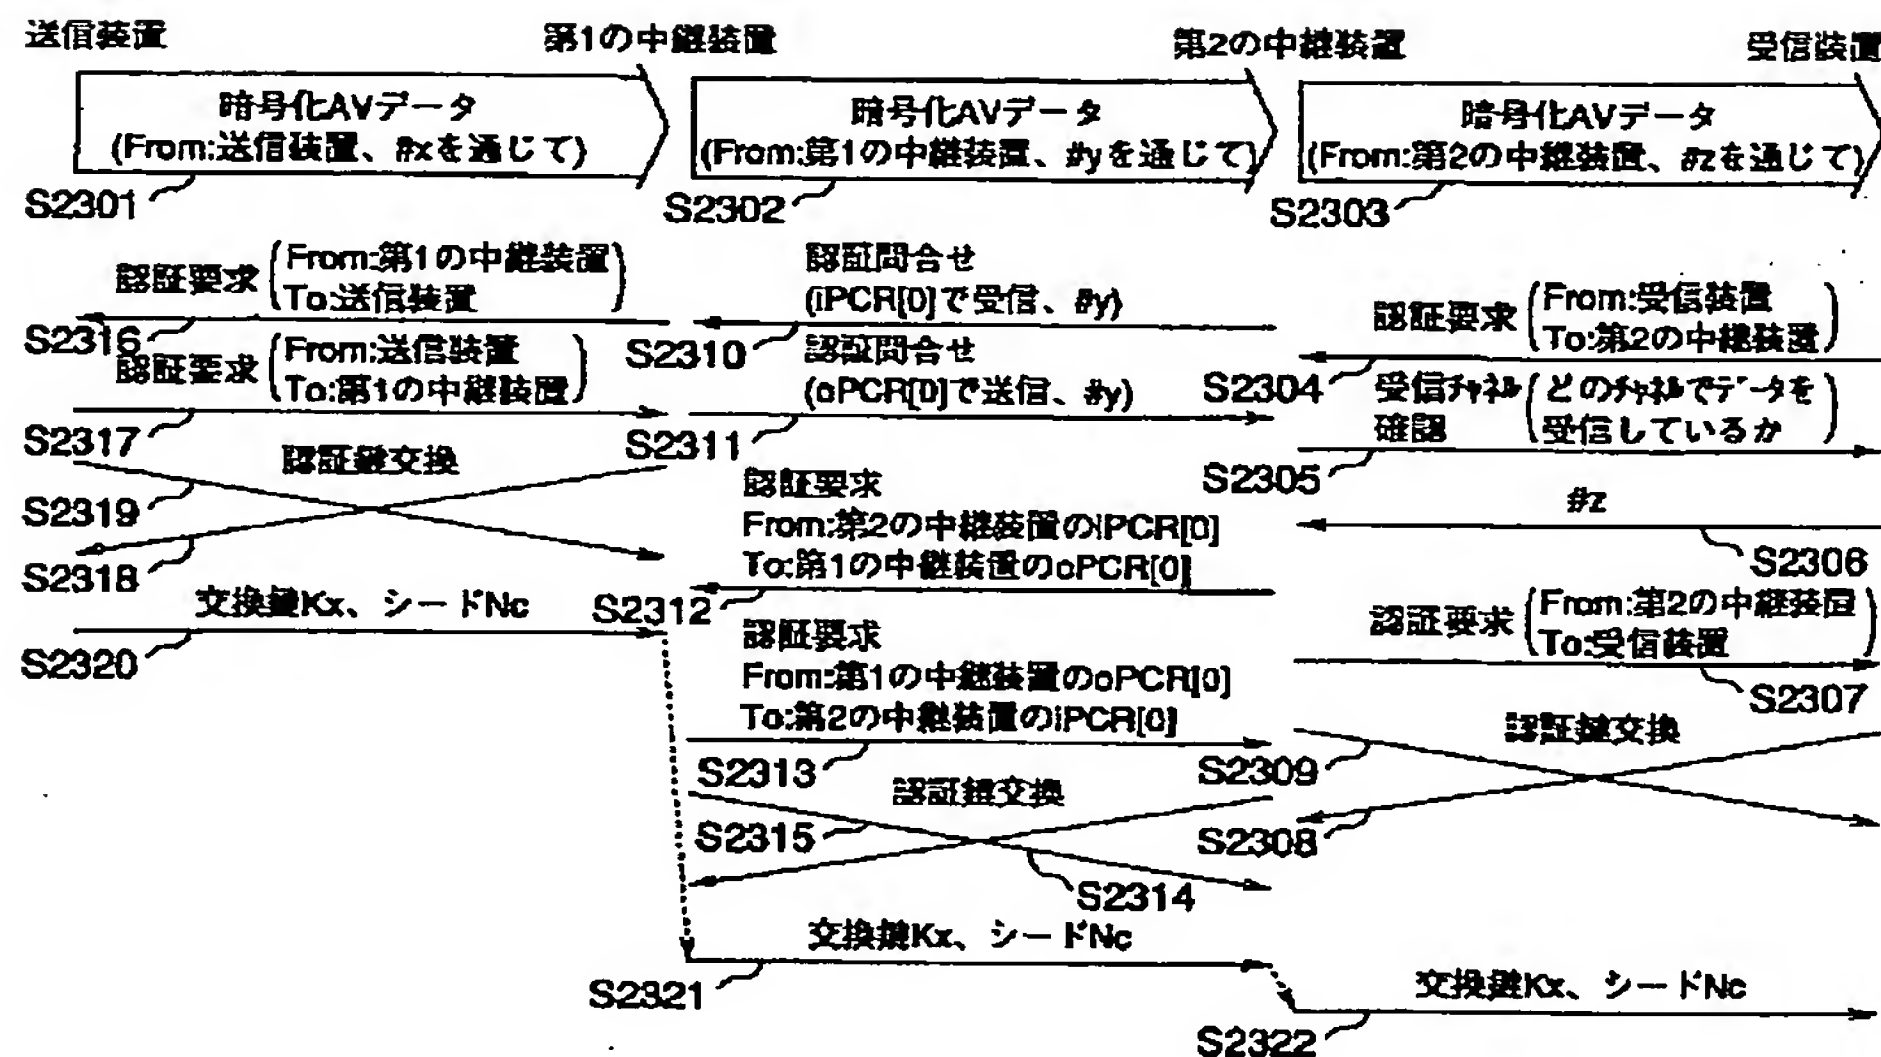 送信装置
第1の中継装置
第2の中継装置
受信装置
暗号化AVデータ
(From:送信装置、#xを通じて)
暗号化AVデータ
(From:第1の中継装置、#yを通じて)
暗号化AVデータ
(From:第2の中継装置、#zを通じて)
S2301
S2302
S2303
認証要求
From:第1の中継装置
To:送信装置
S2316
認証要求
From:送信装置
To:第1の中継装置
S2317
認証鍵交換
S2319
S2318
交換鍵Kx、シードNc
S2320
認証問合せ
(iPCR[0]で受信、#y)
S2310
認証問合せ
(oPCR[0]で送信、#y)
S2311
認証要求
From:第2の中継装置のiPCR[0]
To:第1の中継装置のoPCR[0]
S2312
認証要求
From:第1の中継装置のoPCR[0]
To:第2の中継装置のiPCR[0]
S2313
認証鍵交換
S2315
S2314
交換鍵Kx、シードNc
S2321
認証要求
From:受信装置
To:第2の中継装置
S2304
受信チャネル
確認
どのチャネルでデータを
受信しているか
S2305
#z
S2306
認証要求
From:第2の中継装置
To:受信装置
S2307
認証鍵交換
S2309
S2308
交換鍵Kx、シードNc
S2322